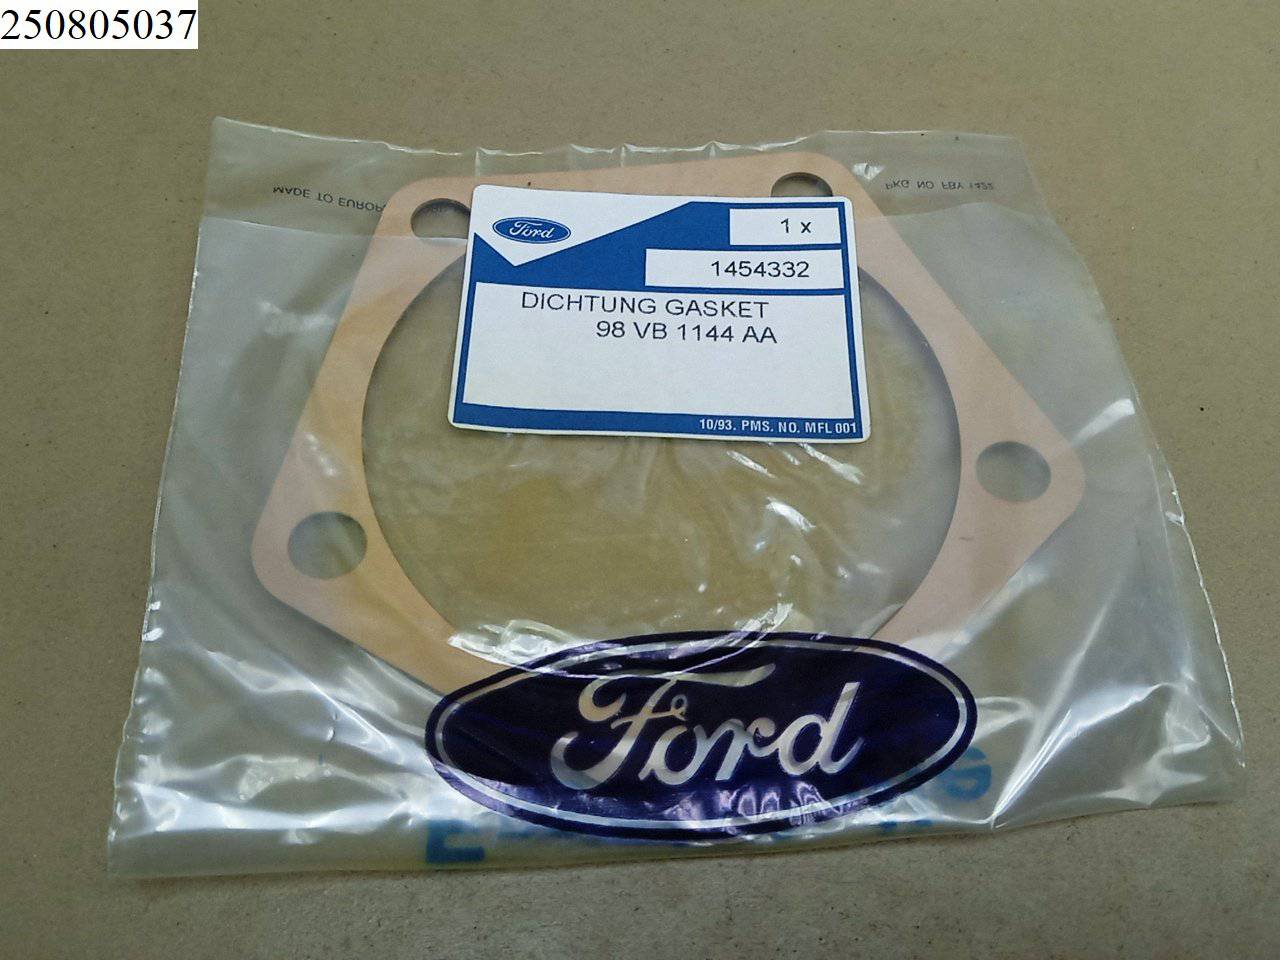 250805037
MADE TO EUROP
PKG NO FBY 1422
Ford
1 x
1454332
DICHTUNG GASKET
98 VB 1144 AA
10/93. PMS. NO. MFL 001
Ford